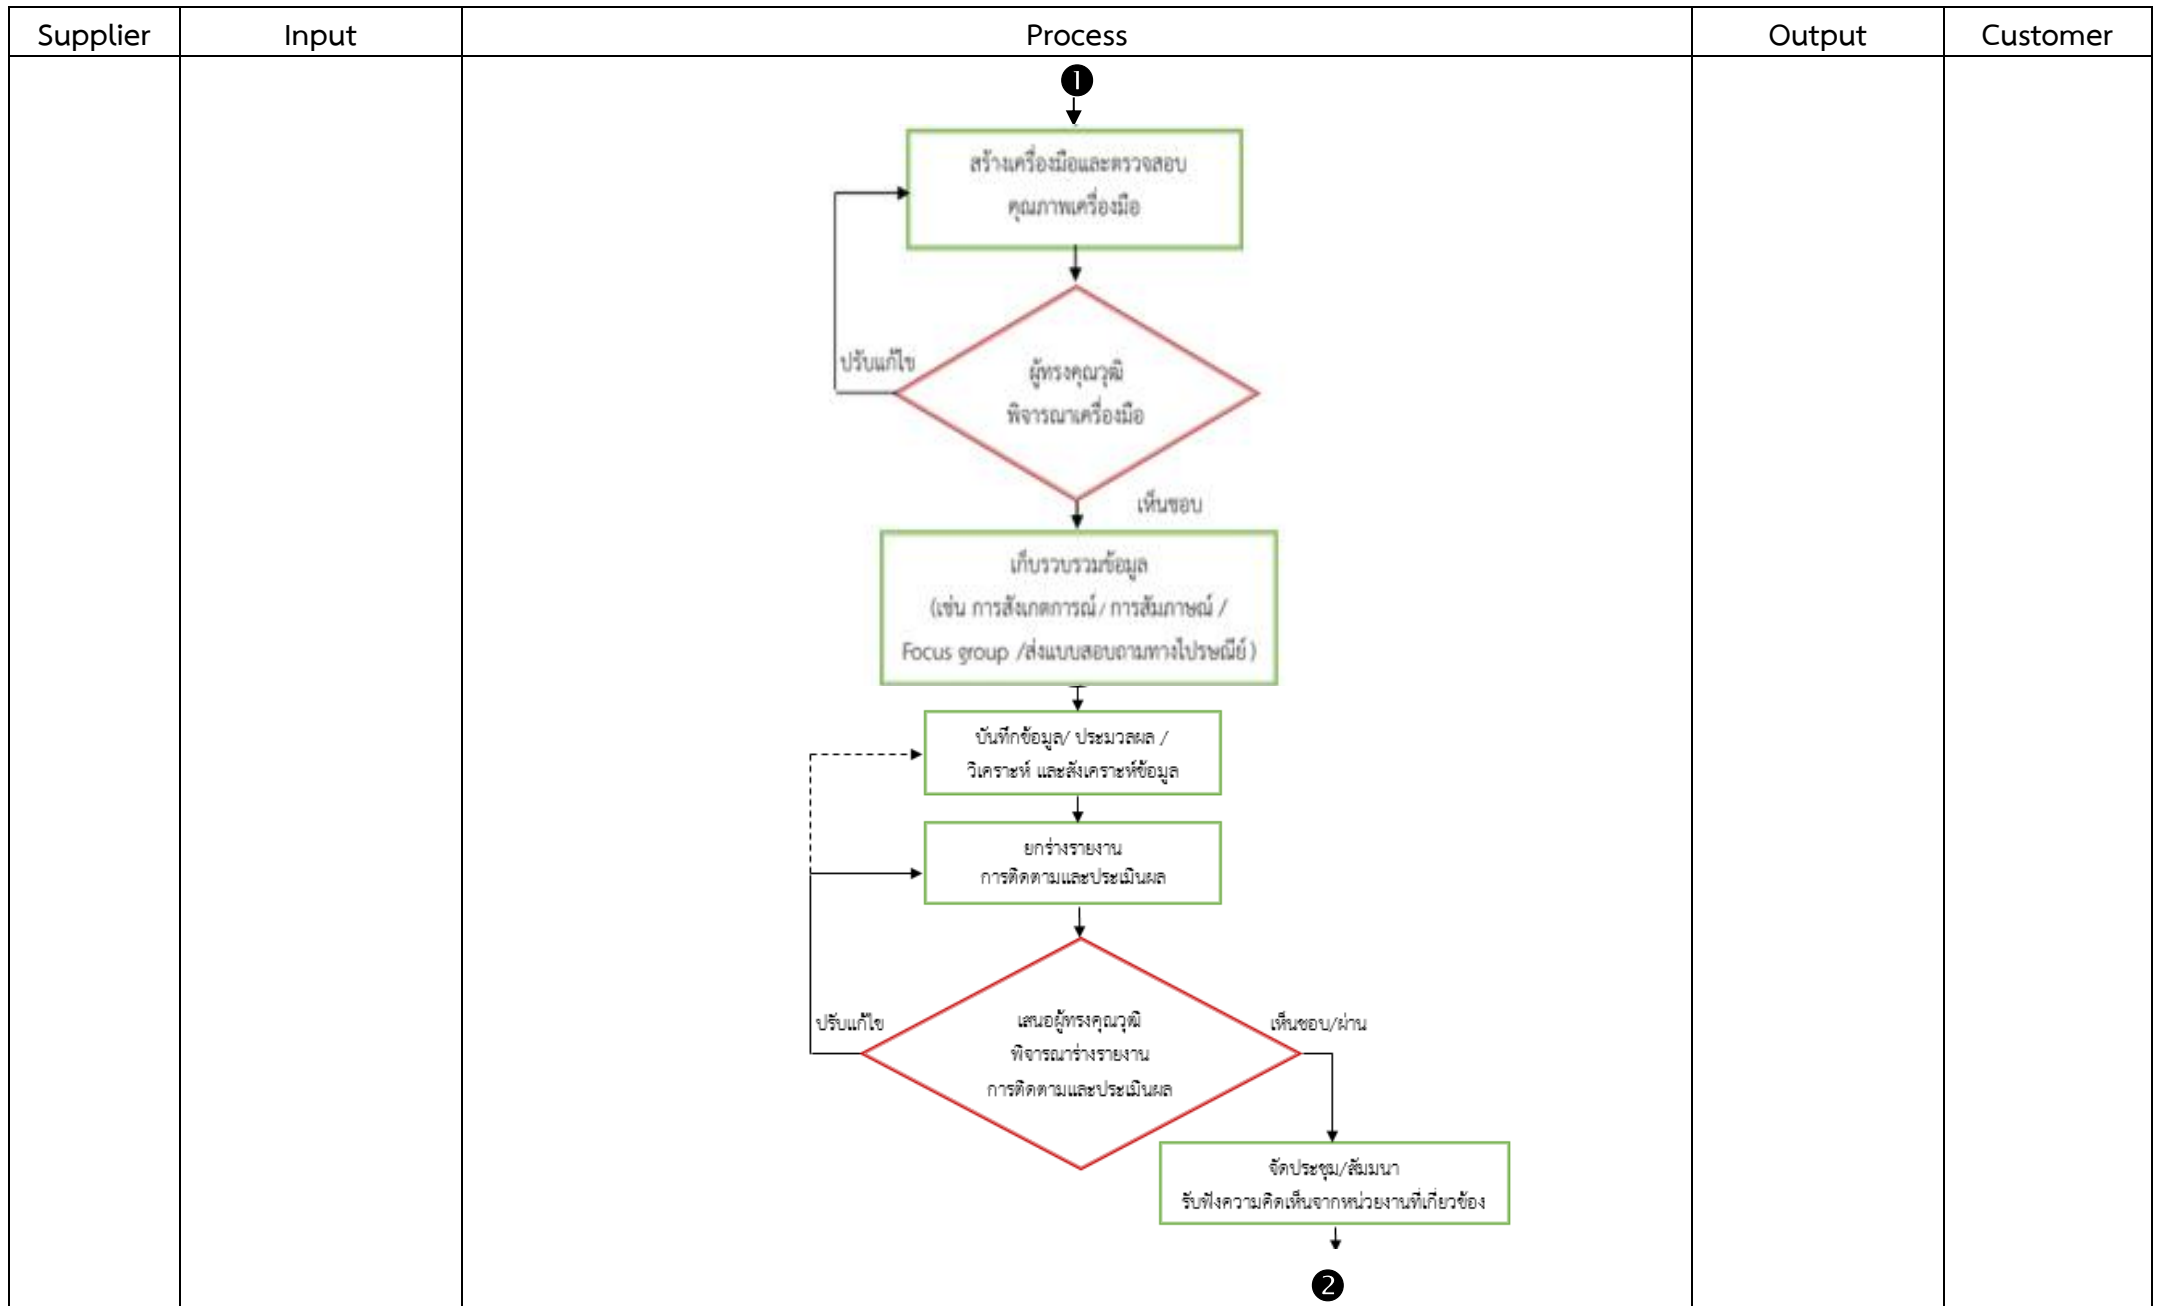 Supplier
Input
Process
Output
Customer
1
สร้างเครื่องมือและตรวจสอบ
คุณภาพเครื่องมือ
ปรับแก้ไข
ผู้ทรงคุณวุฒิ
พิจารณาเครื่องมือ
เห็นชอบ
เก็บรวบรวมข้อมูล
(เช่น การสังเกตการณ์/ การสัมภาษณ์ /
Focus group /ส่งแบบสอบถามทางไปรษณีย์ )
บันทึกข้อมูล/ ประมวลผล /
วิเคราะห์ และสังเคราะห์ข้อมูล
ยกร่างรายงาน
การติดตามและประเมินผล
ปรับแก้ไข
เสนอผู้ทรงคุณวุฒิ
พิจารณาร่างรายงาน
การติดตามและประเมินผล
เห็นชอบ/ผ่าน
จัดประชุม/สัมมนา
รับฟังความคิดเห็นจากหน่วยงานที่เกี่ยวข้อง
2